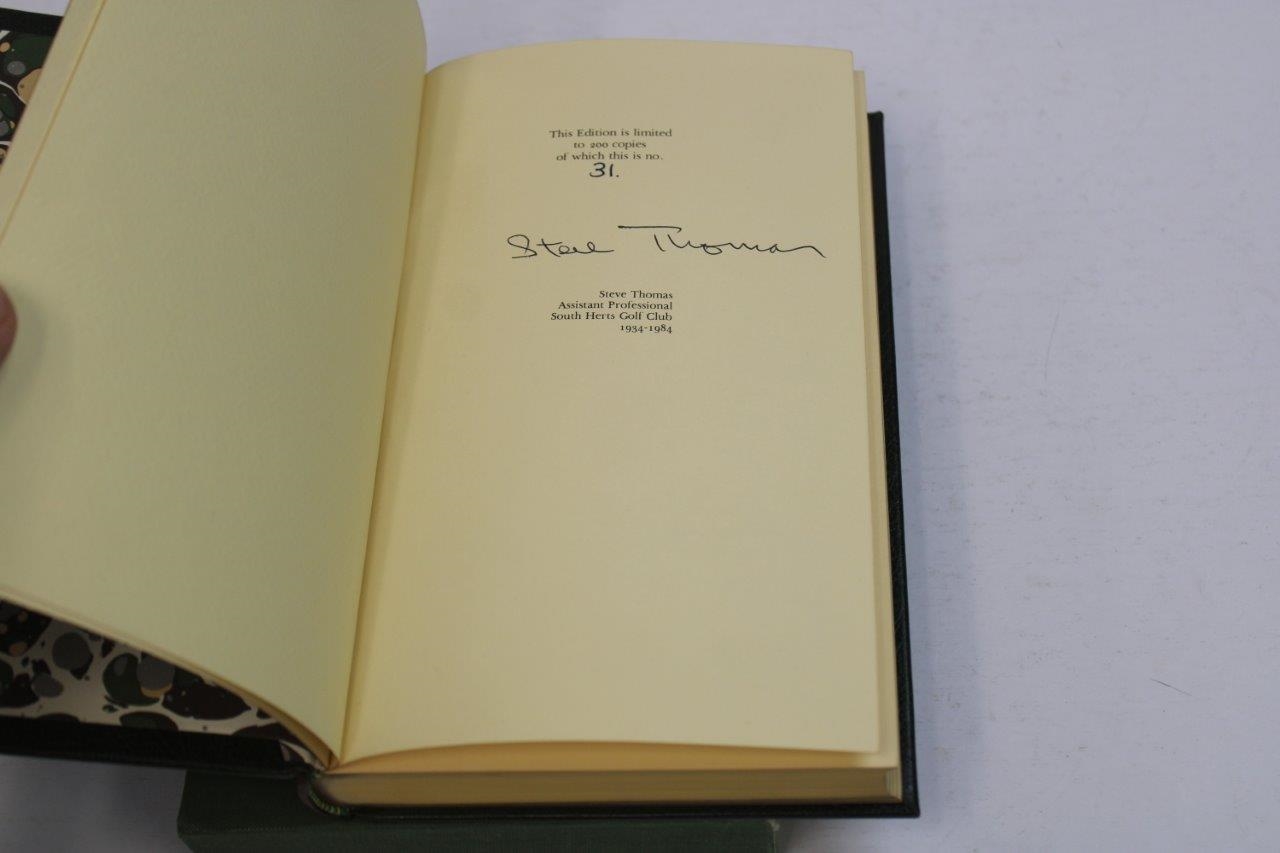 This Edition is limited
to 200 copies
of which this is no.
31.
Steve Thomas
Steve Thomas
Assistant Professional
South Herts Golf Club
1934-1984